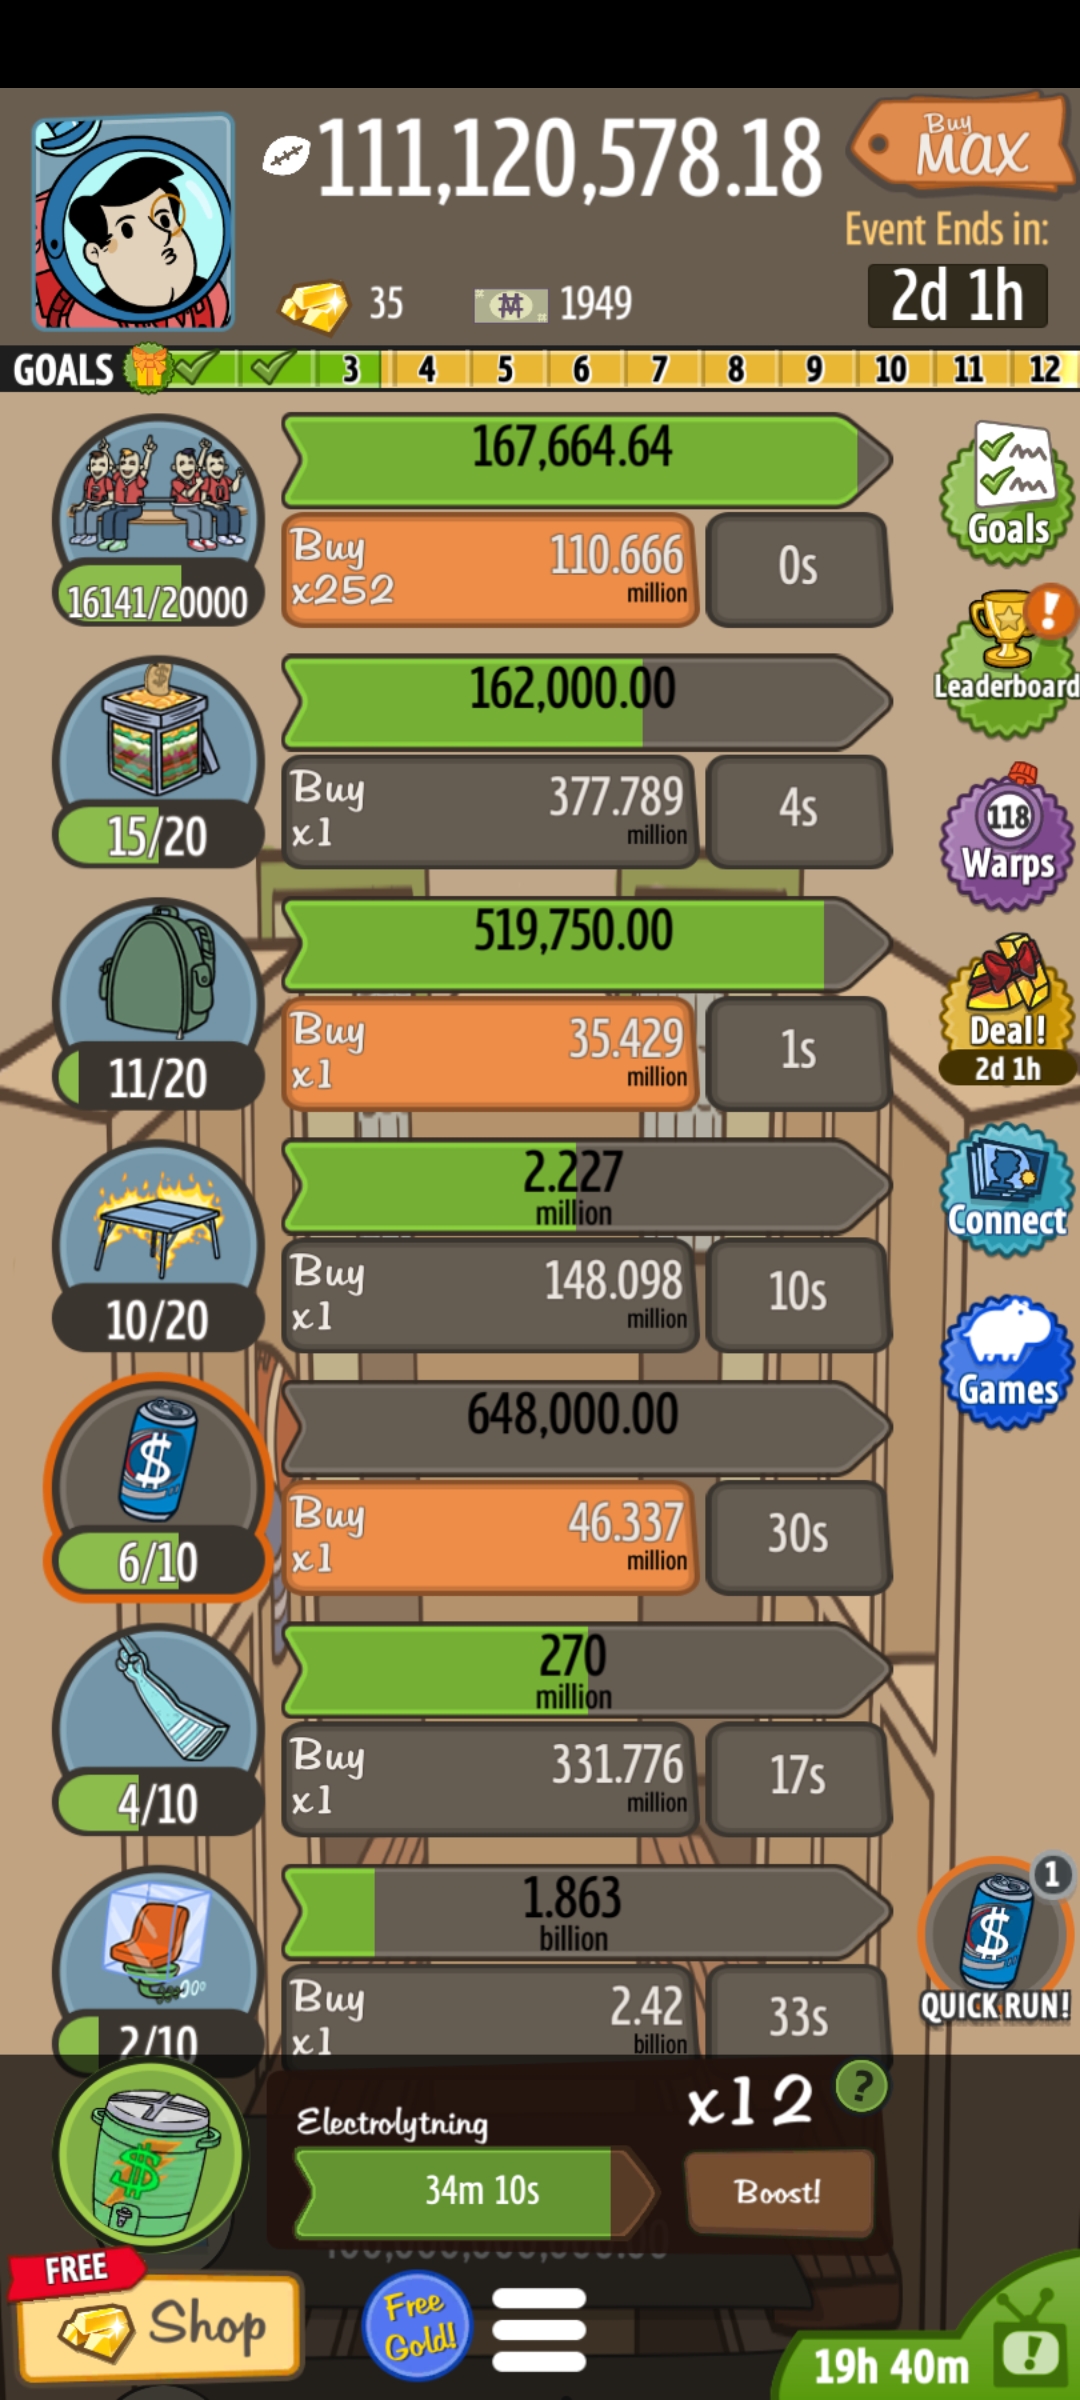 111,120,578.18
Buy
MAX
Event Ends in:
2d 1h
35
1949
GOALS 3 4 5 6 7 8 9 10 11 12
167,664.64
Buy
x252
110.666
million
0s
16141/20000
Goals
162,000.00
Buy
x1
377.789
million
4s
15/20
!
Leaderboard
519,750.00
Buy
x1
35.429
million
1s
11/20
118
Warps
Deal!
2d 1h
2.227
million
Buy
x1
148.098
million
10s
10/20
Connect
648,000.00
Buy
x1
46.337
million
30s
$
6/10
Games
270
million
Buy
x1
331.776
million
17s
4/10
1.863
billion
Buy
x1
2.42
billion
33s
2/10
1
$
QUICK RUN!
Electrolytning
x12
?
34m 10s
Boost!
$
FREE
Shop
Free
Gold!
19h 40m
!